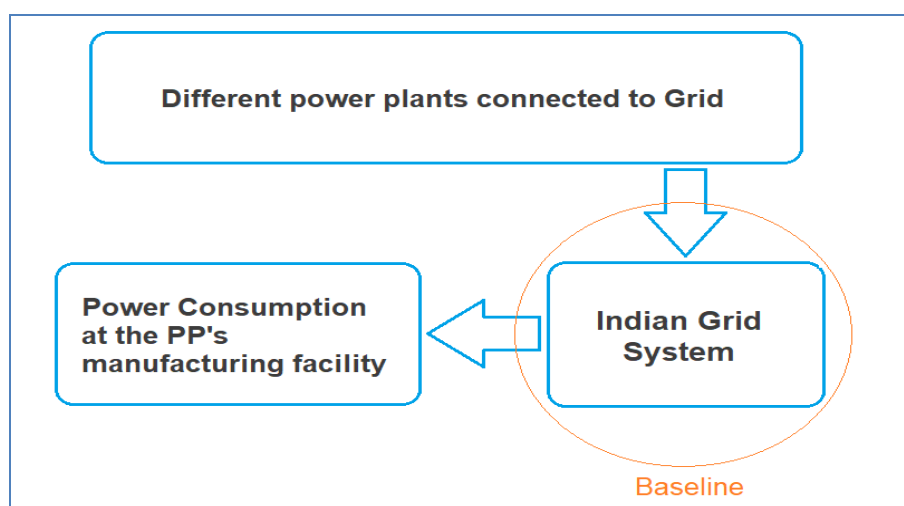 Different power plants connected to Grid
Power Consumption
at the PP's
manufacturing facility
Indian Grid
System
Baseline